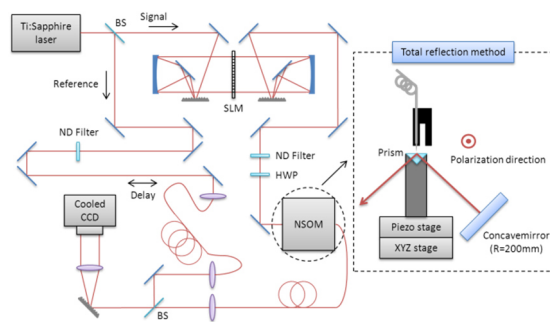 Ti:Sapphire
laser
BS
Signal
Reference
SLM
ND Filter
Delay
Cooled
CCD
BS
ND Filter
HWP
NSOM
Total reflection method
Prism
Polarization direction
Piezo stage
XYZ stage
Concavemirror
(R=200mm)